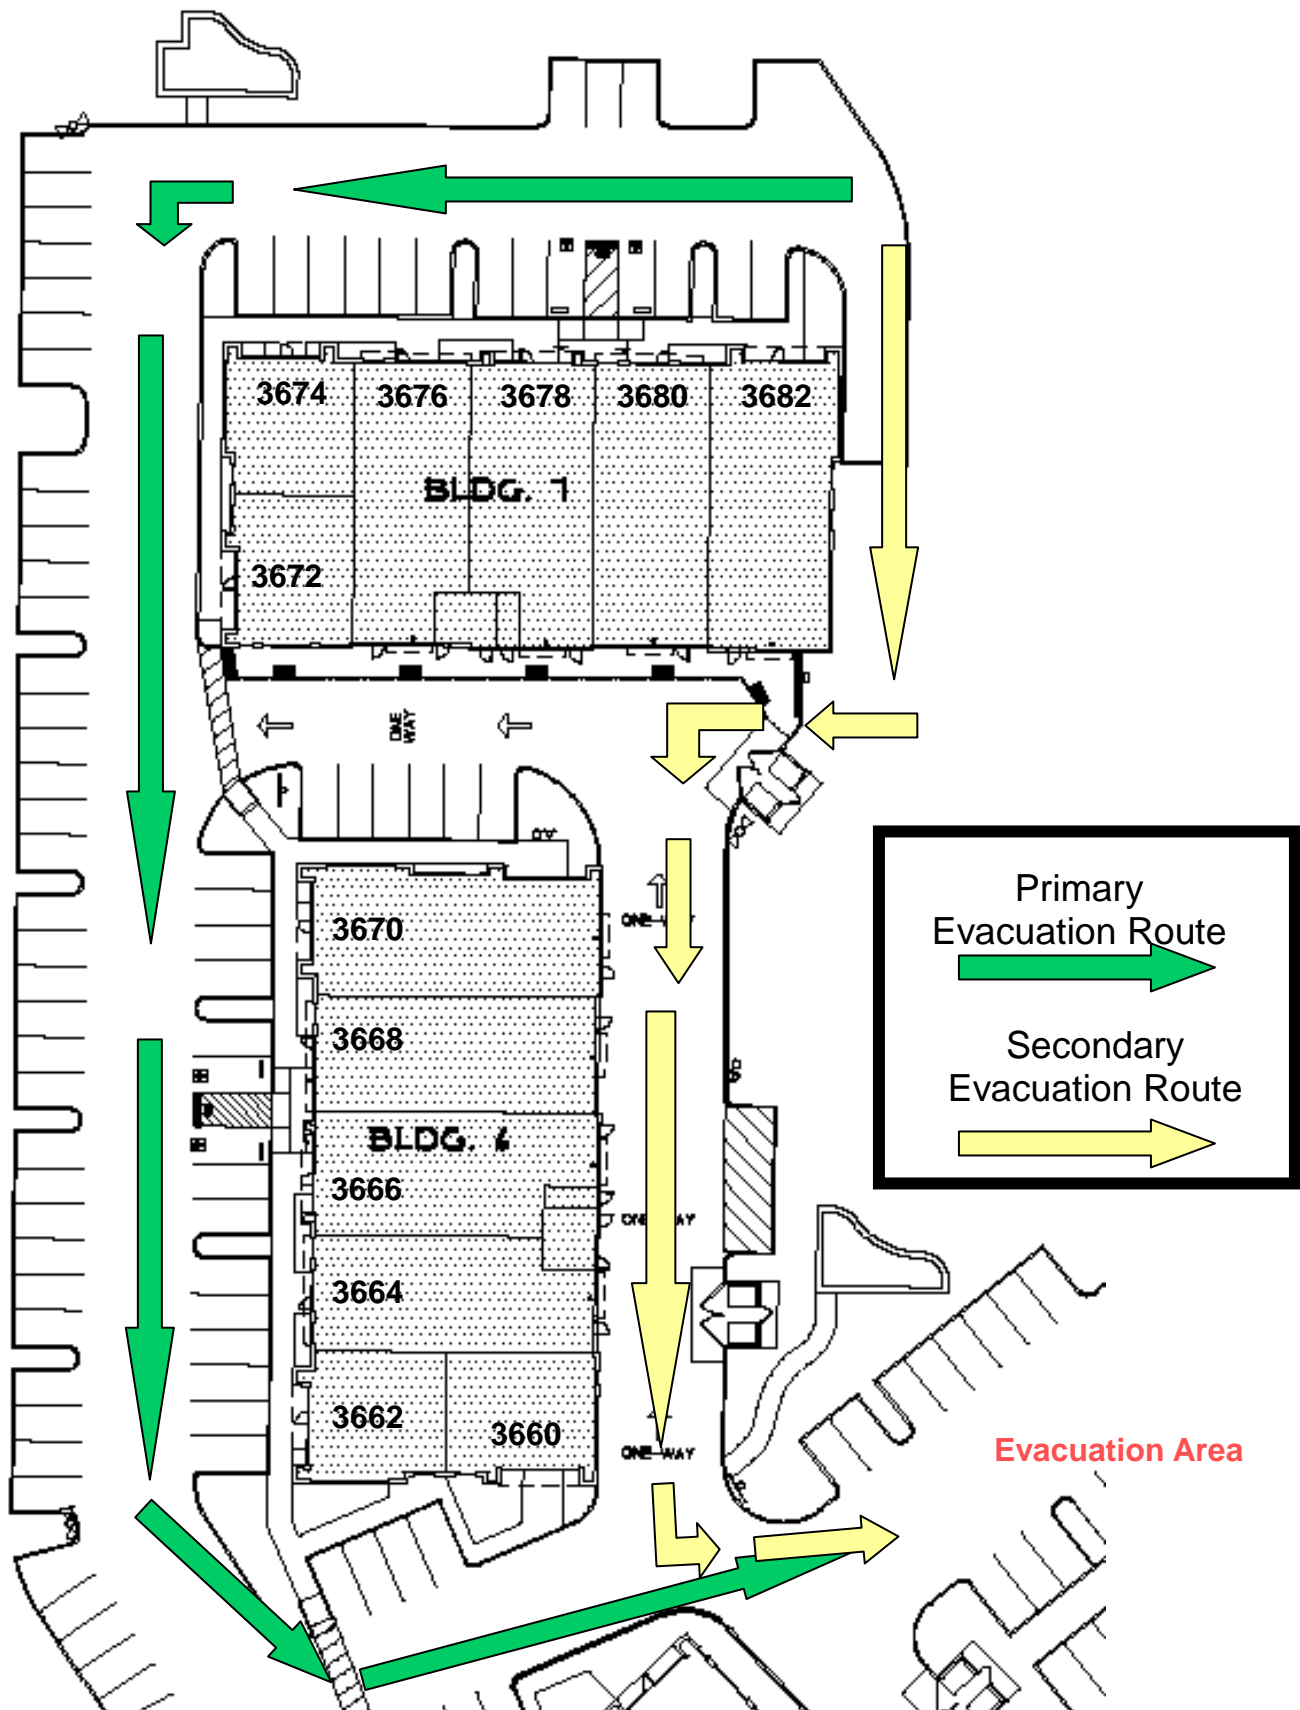 3674
3676
3678
3680
3682
BLDG. 7
3672
ONE
WAY
3670
ONE WAY
3668
BLDG. 6
3666
ONE WAY
3664
3662
3660
ONE WAY
Primary
Evacuation Route
Secondary
Evacuation Route
Evacuation Area